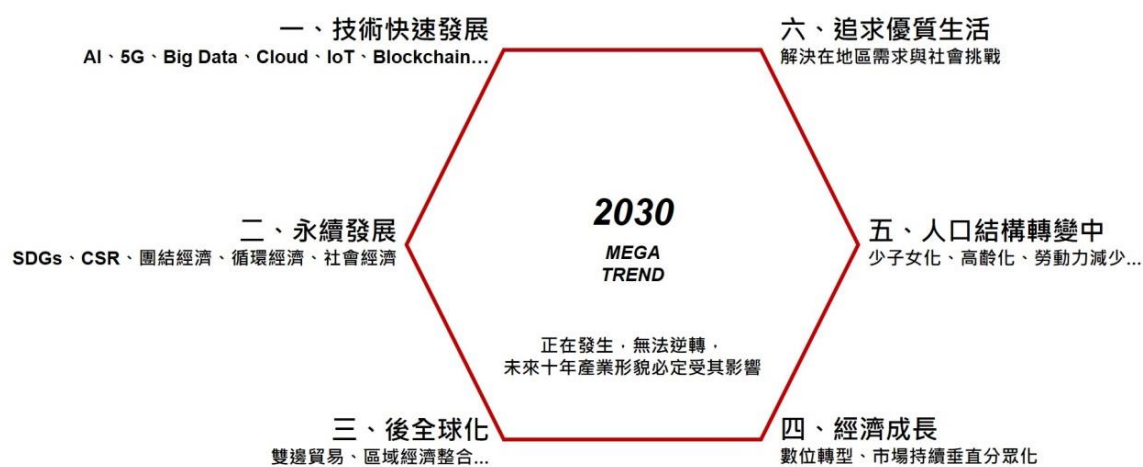 一、技術快速發展
AI、5G、Big Data、Cloud、IoT、Blockchain...
六、追求優質生活
解決在地區需求與社會挑戰
二、永續發展
SDGs、CSR、團結經濟、循環經濟、社會經濟
2030
MEGA
TREND
五、人口結構轉變中
少子女化、高齡化、勞動力減少...
正在發生，無法逆轉，
未來十年產業形貌必定受其影響
三、後全球化
雙邊貿易、區域經濟整合...
四、經濟成長
數位轉型、市場持續垂直分眾化